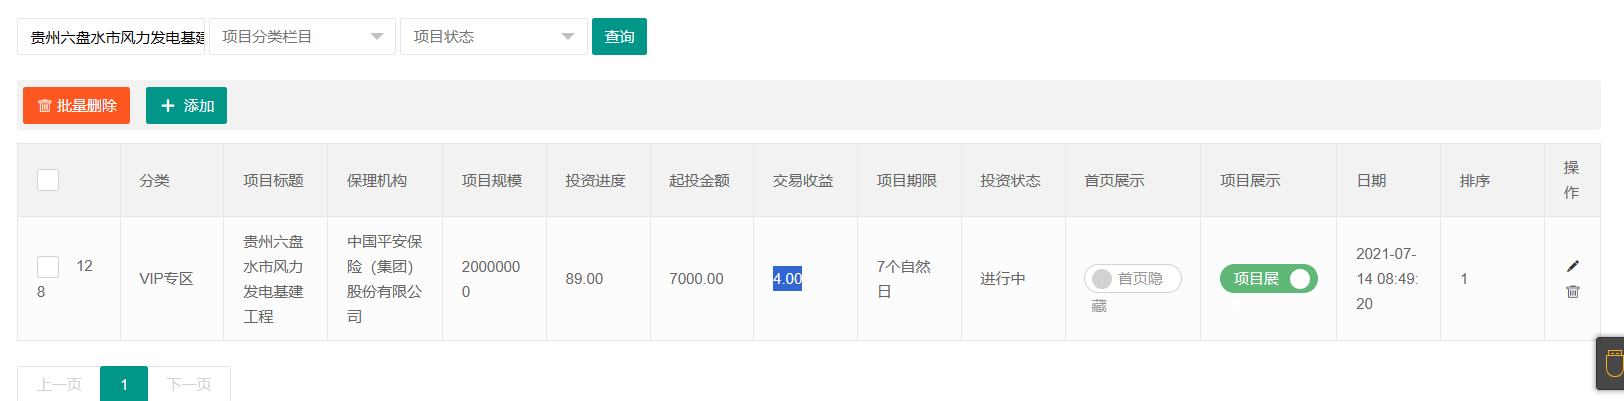 贵州六盘水市风力发电基建 项目分类栏目 项目状态 查询
批量删除 添加
分类 项目标题 保理机构 项目规模 投资进度 起投金额 交易收益 项目期限 投资状态 首页展示 项目展示 日期 排序 操
作
12
8
VIP专区
贵州六盘
水市风力
发电基建
工程
中国平安保
险（集团）
股份有限公
司
2000000
0
89.00
7000.00
4.00
7个自然
日
进行中
首页隐
藏
项目展
2021-07-
14 08:49:
20
1
上一页 1 下一页